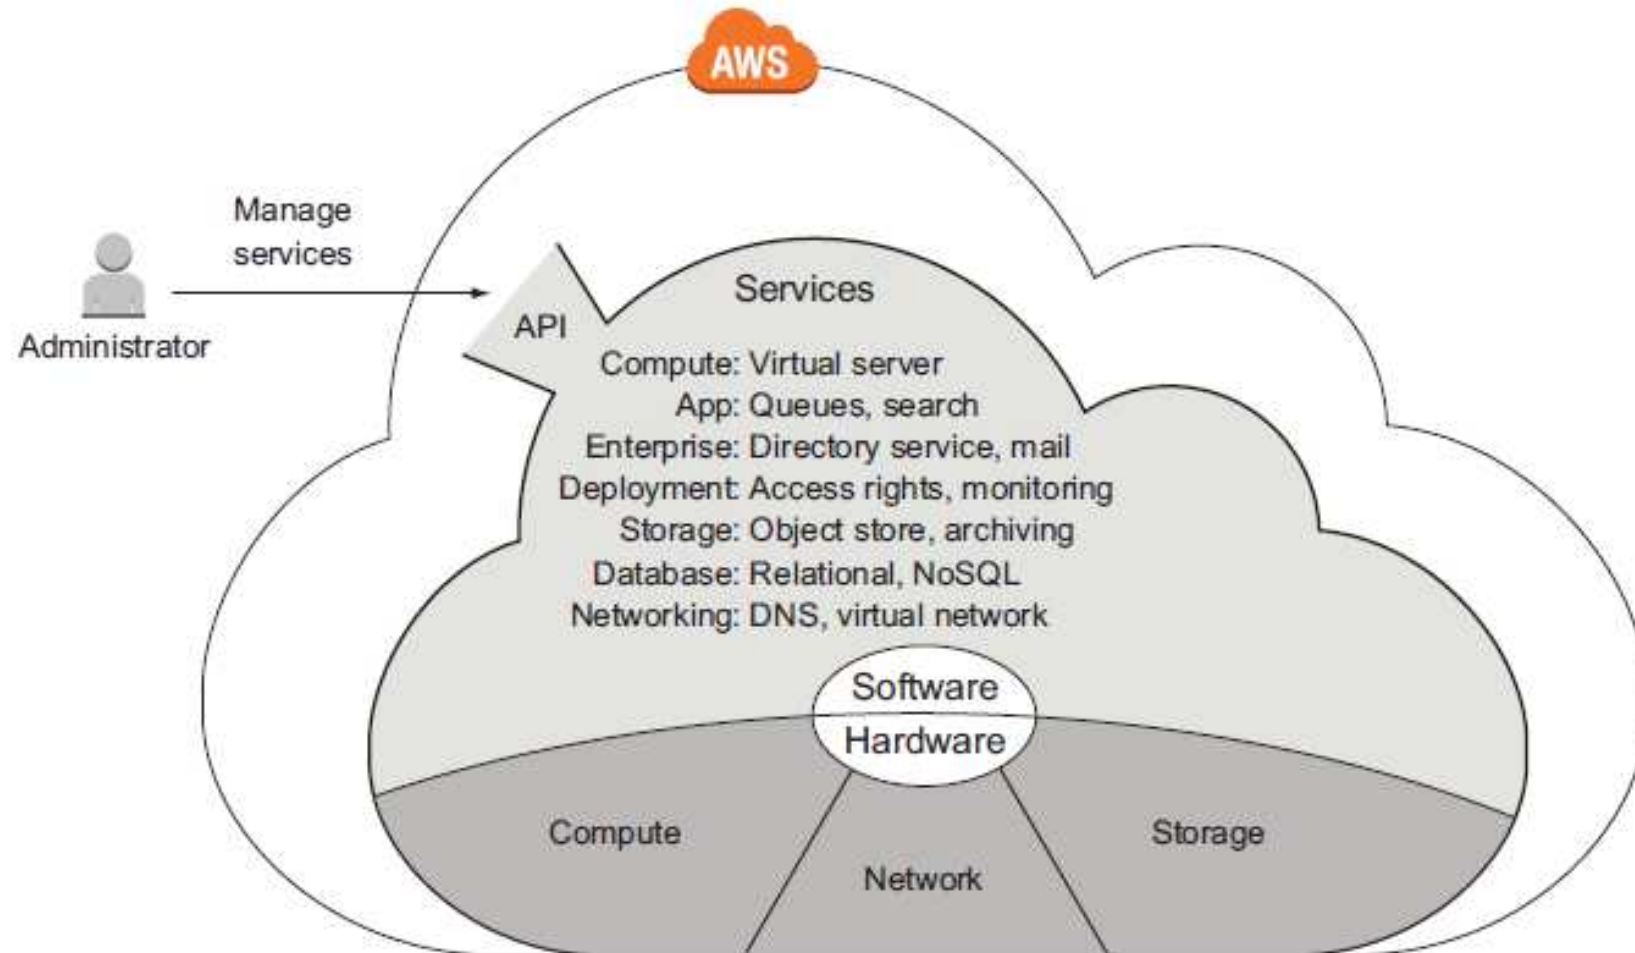 AWS
Manage
services
Administrator
API
Services
Compute: Virtual server
App: Queues, search
Enterprise: Directory service, mail
Deployment: Access rights, monitoring
Storage: Object store, archiving
Database: Relational, NoSQL
Networking: DNS, virtual network
Software
Hardware
Compute
Network
Storage